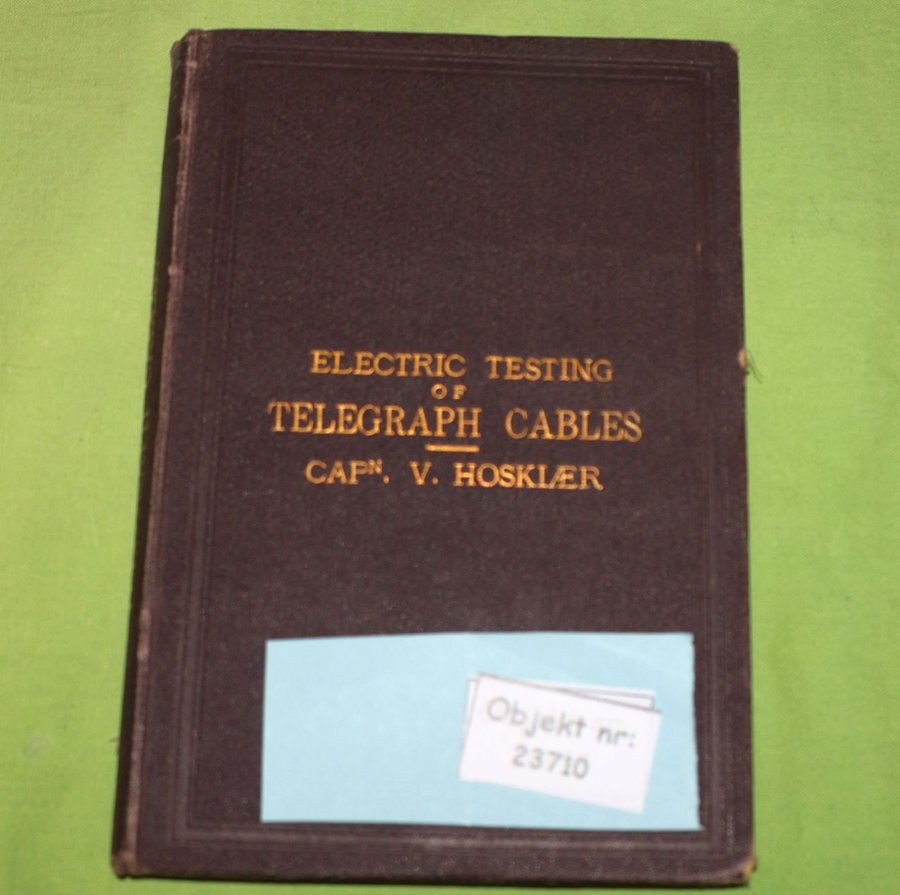 ELECTRIC TESTING
OF
TELEGRAPH CABLES
CAPᴺ. V. HOSKIÆR
Objekt nr:
23710